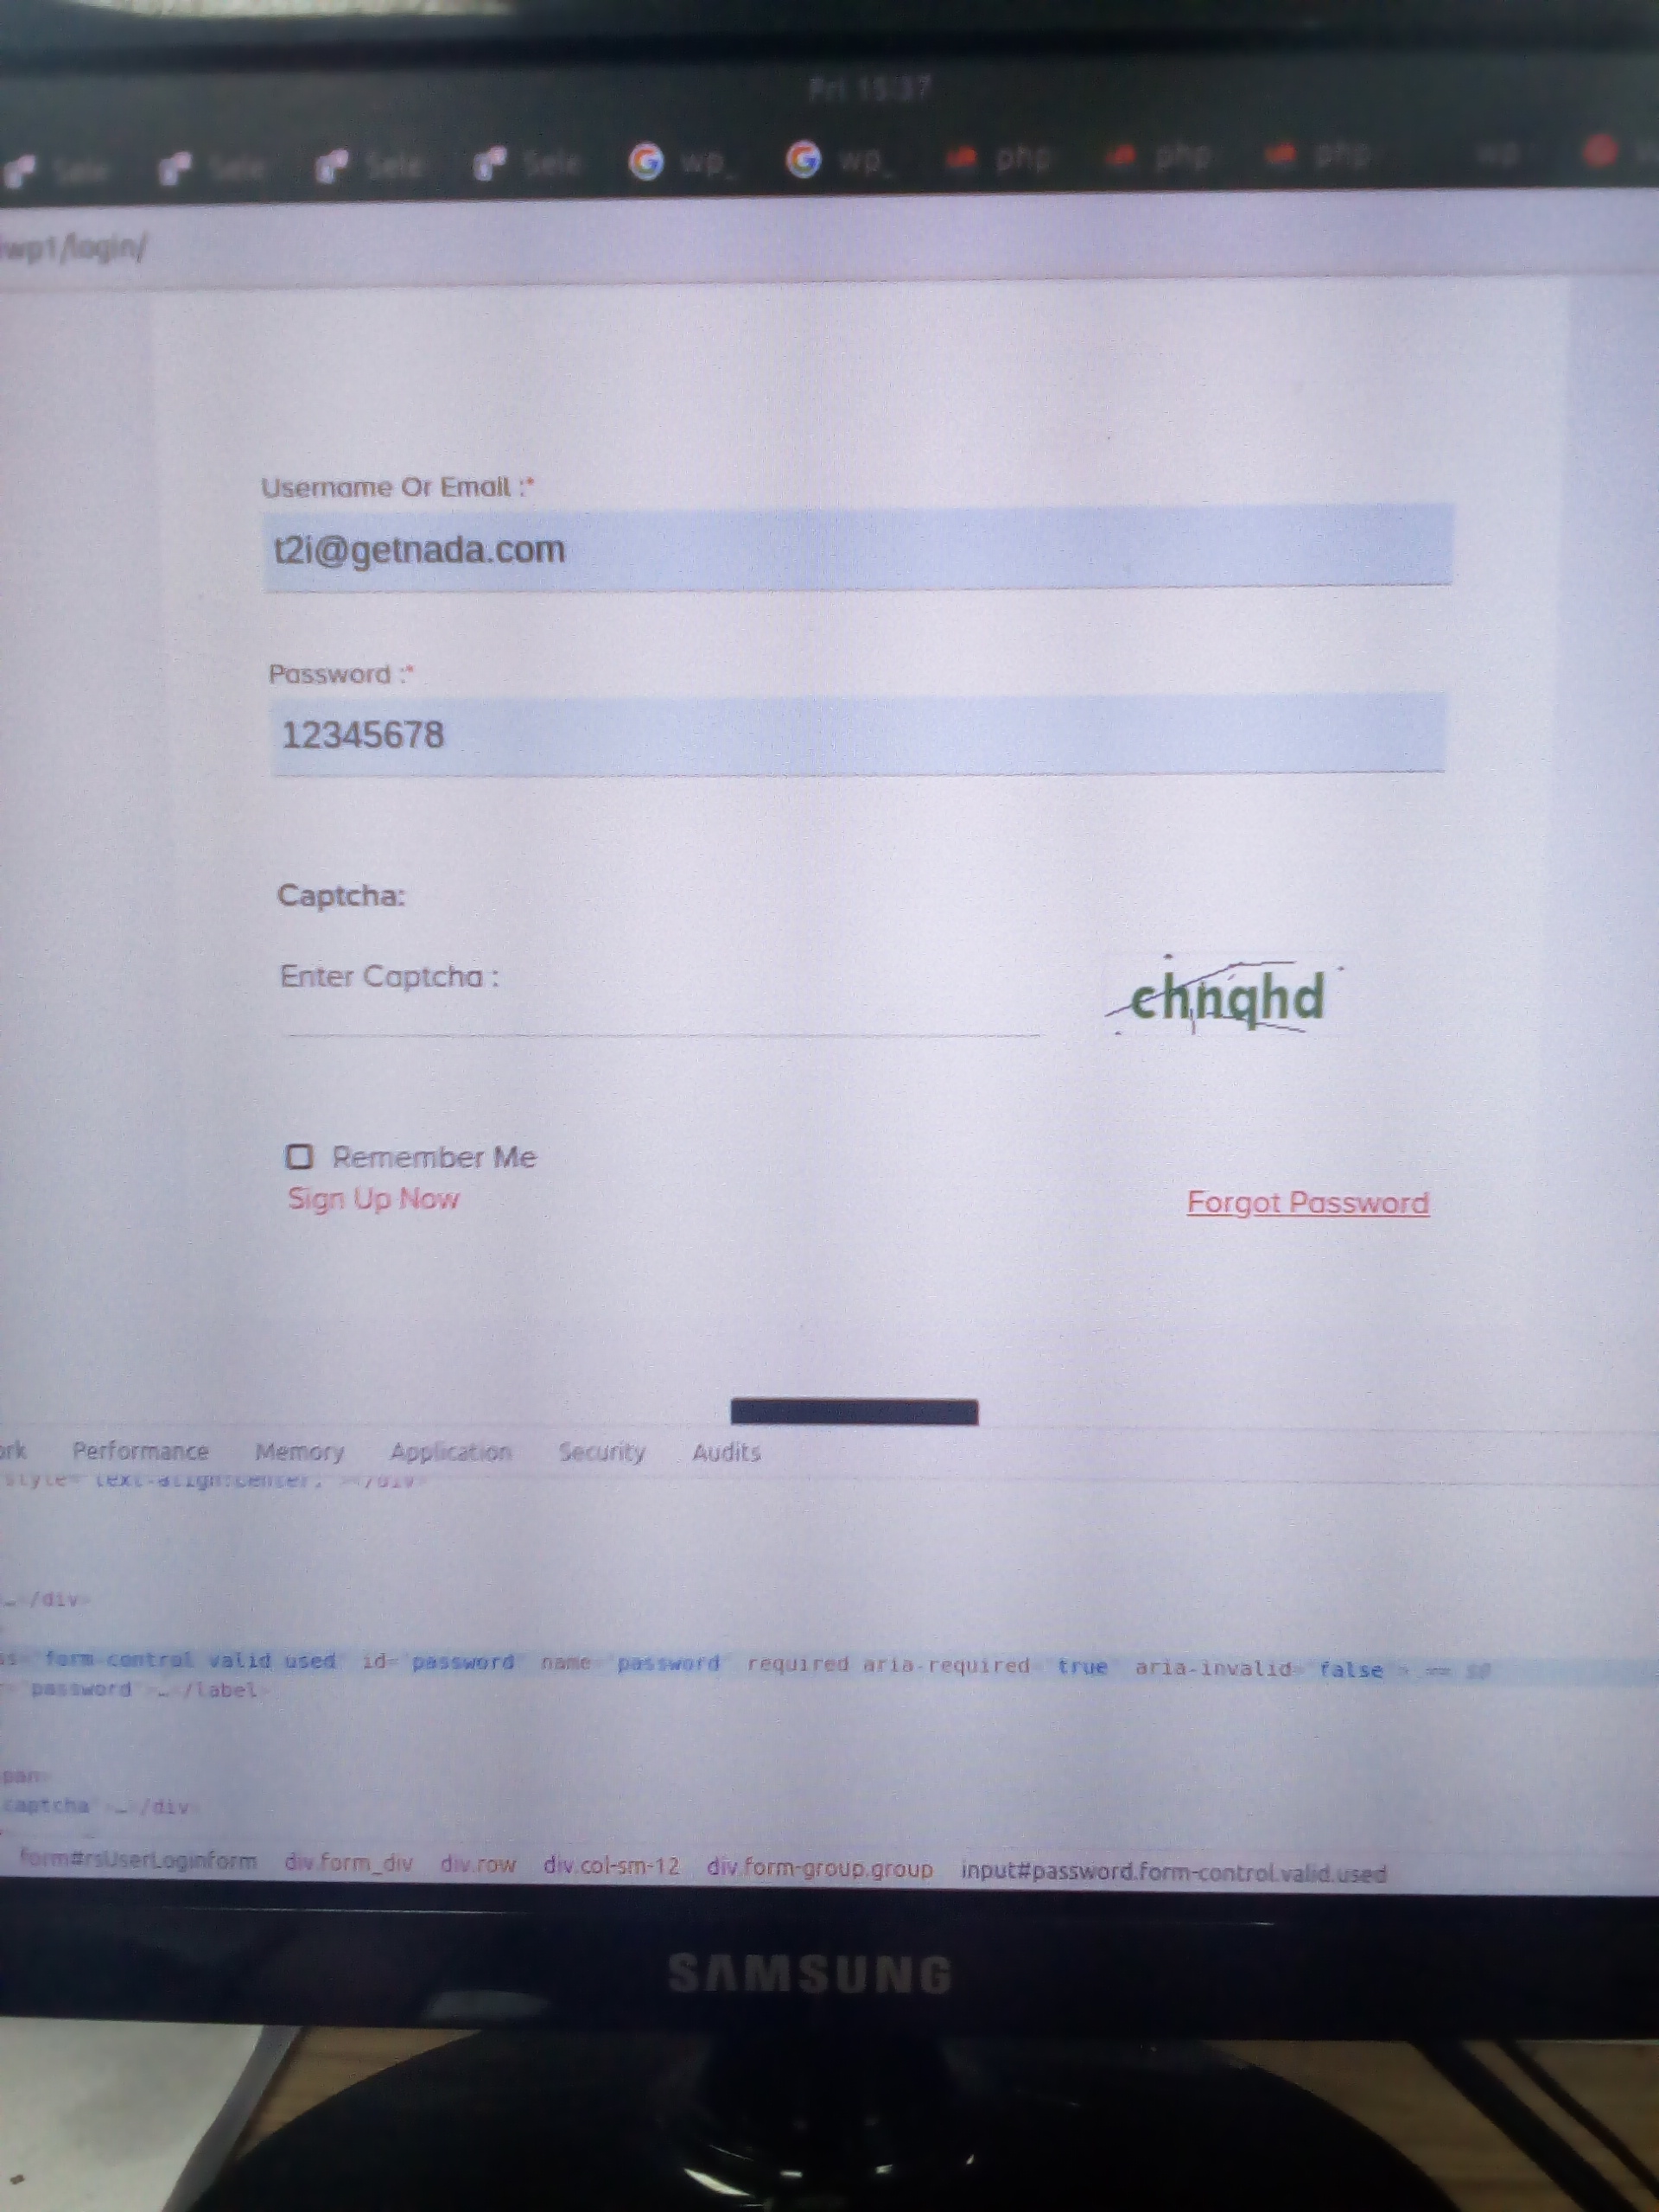 Fri 15:37
Sele Sele Sele Sele wp_ wp_ php php php wp
wp1/login/
Username Or Email :*
t2i@getnada.com
Password :*
12345678
Captcha:
Enter Captcha :
chnqhd
Remember Me
Sign Up Now
Forgot Password
ork Performance Memory Application Security Audits
style= text-align:center; ></div>
… /div>
form-control valid used id= password name password required aria-required true aria-invalid= false > == $0
password … /label>
pan>
captcha … /div>
form#rsUserLoginform div.form_div div.row div.col-sm-12 div.form-group.group input#password.form-control.valid.used
SAMSUNG